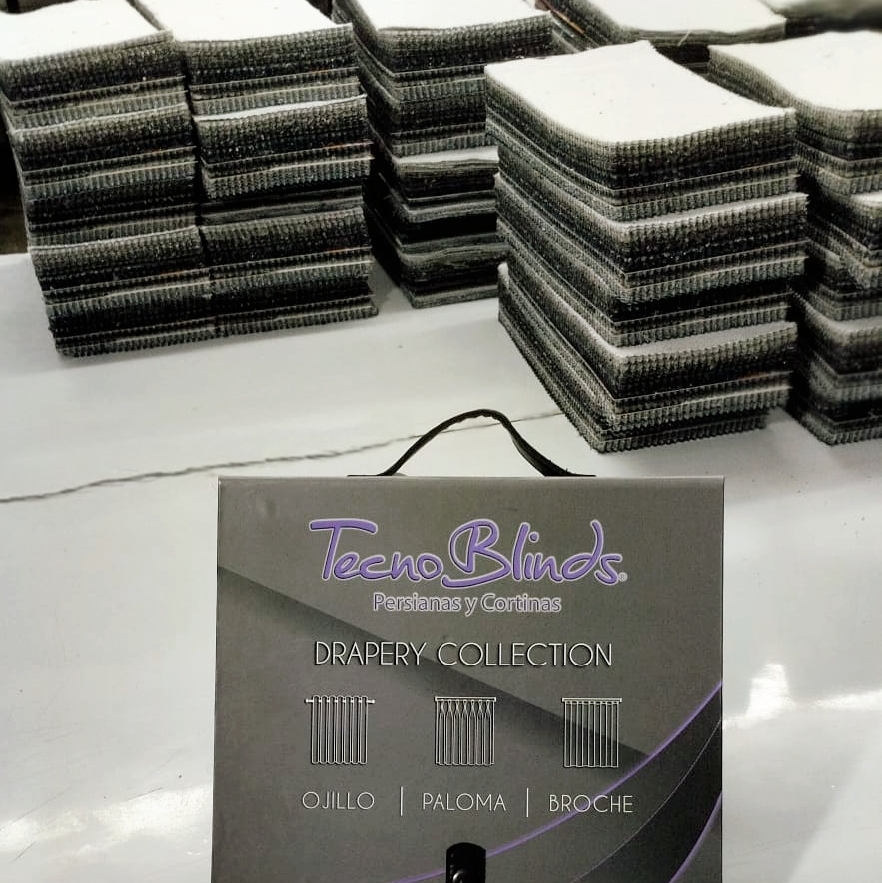 TecnoBlinds®
Persianas y Cortinas
DRAPERY COLLECTION
OJILLO | PALOMA | BROCHE